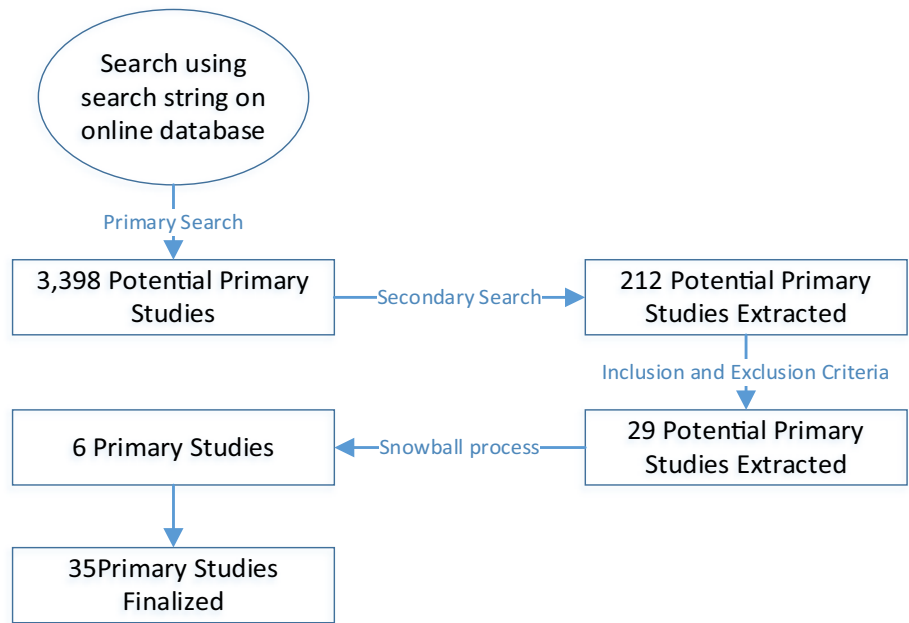 Search using
search string on
online database
Primary Search
3,398 Potential Primary
Studies
Secondary Search
212 Potential Primary
Studies Extracted
Inclusion and Exclusion Criteria
29 Potential Primary
Studies Extracted
Snowball process
6 Primary Studies
35Primary Studies
Finalized